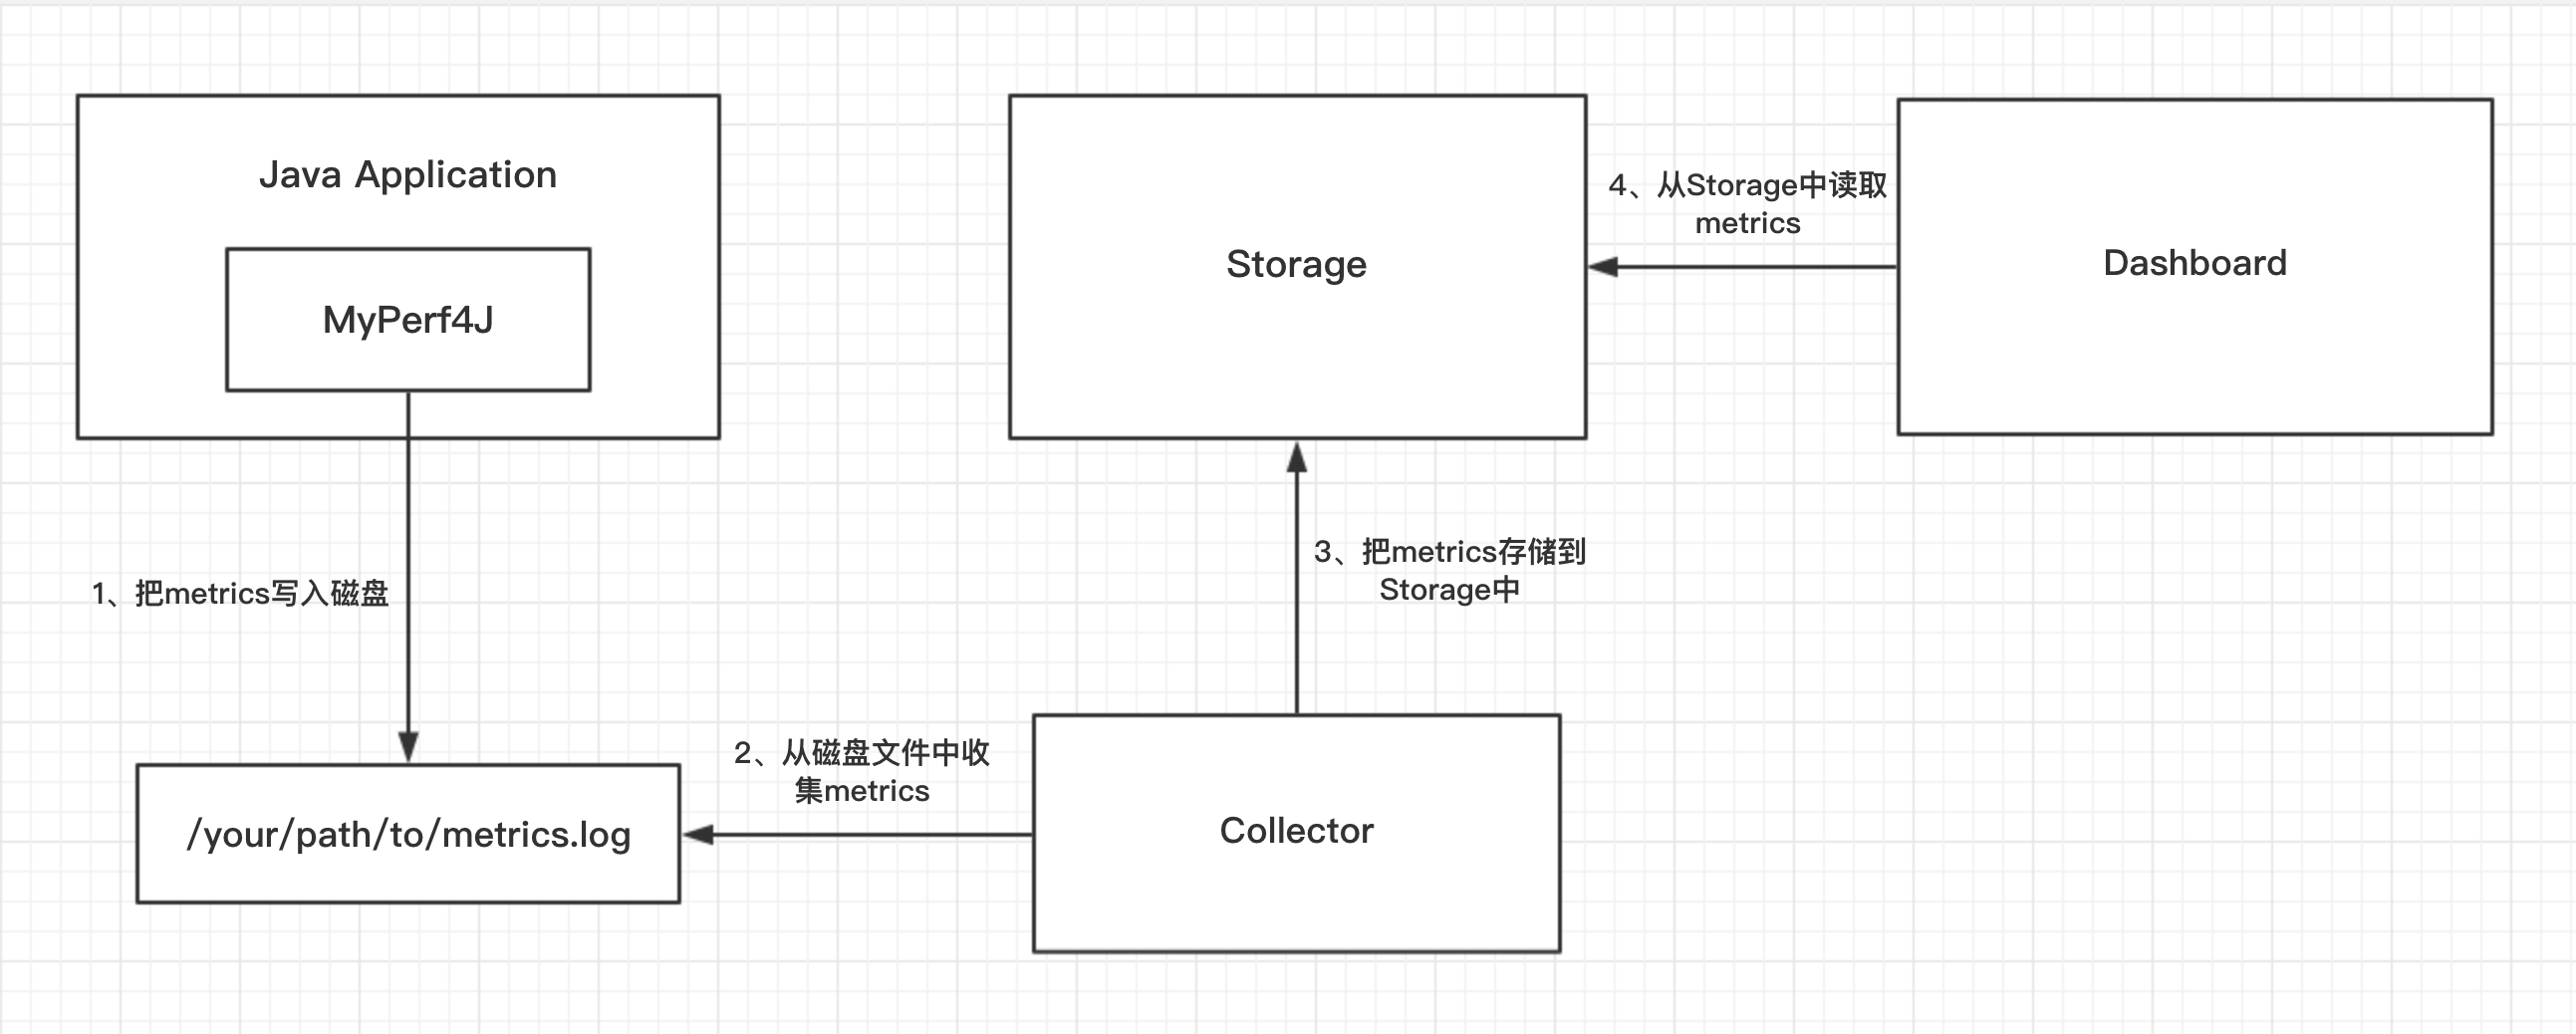 Java Application
MyPerf4J
1、把metrics写入磁盘
/your/path/to/metrics.log
2、从磁盘文件中收
集metrics
Collector
3、把metrics存储到
Storage中
Storage
4、从Storage中读取
metrics
Dashboard